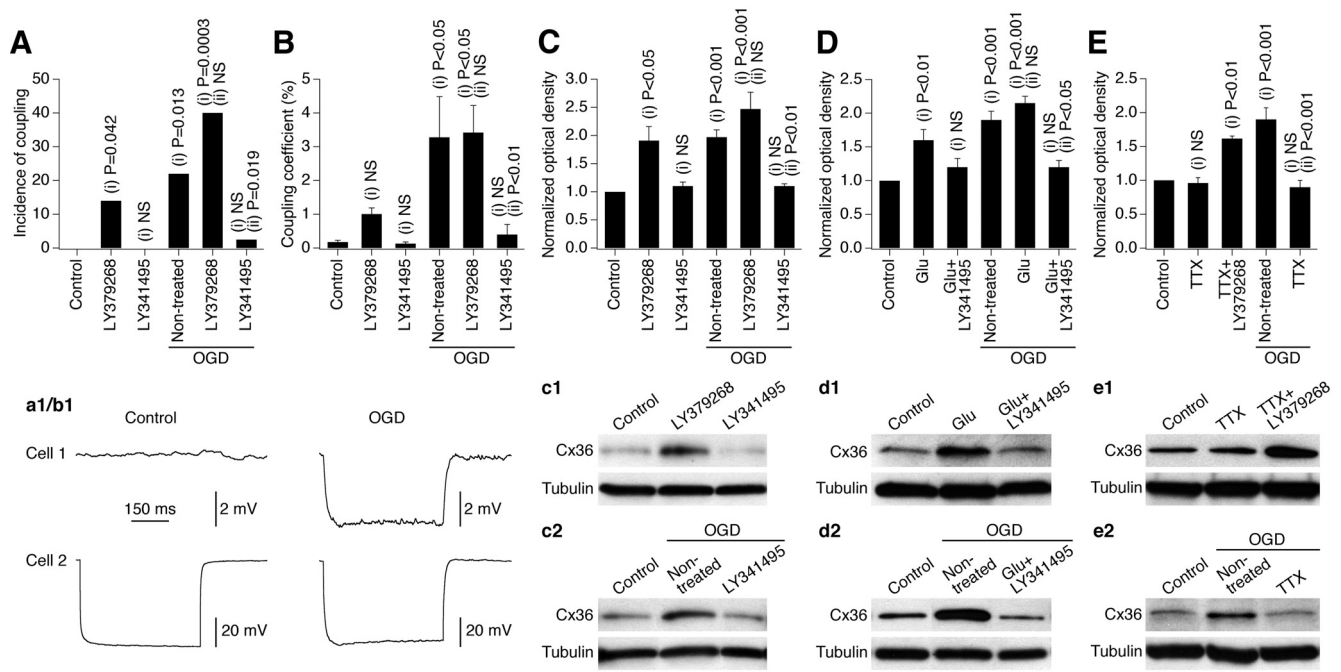 A
Incidence of coupling
50
40
30
20
10
0
(i) P=0.042
(i) NS
(i) P=0.013
(i) P=0.0003
(ii) NS
(i) NS
(ii) P=0.019
Control
LY379268
LY341495
Non-treated
LY379268
LY341495
OGD
B
Coupling coefficient (%)
5
4
3
2
1
0
(i) NS
(i) NS
(i) P<0.05
(i) P<0.05
(ii) NS
(i) NS
(ii) P<0.01
Control
LY379268
LY341495
Non-treated
LY379268
LY341495
OGD
C
Normalized optical density
3.0
2.5
2.0
1.5
1.0
0.5
0.0
(i) P<0.05
(i) NS
(i) P<0.001
(i) P<0.001
(ii) NS
(i) NS
(ii) P<0.01
Control
LY379268
LY341495
Non-treated
LY379268
LY341495
OGD
D
Normalized optical density
2.5
2.0
1.5
1.0
0.5
0.0
(i) P<0.01
(i) NS
(i) P<0.001
(i) P<0.001
(ii) NS
(i) NS
(ii) P<0.05
Control
Glu
Glu+
LY341495
Non-treated
Glu
Glu+
LY341495
OGD
E
Normalized optical density
2.5
2.0
1.5
1.0
0.5
0.0
(i) NS
(i) P<0.01
(i) P<0.001
(i) NS
(ii) P<0.001
Control
TTX
TTX+
LY379268
Non-treated
TTX
OGD
a1/b1
Control
OGD
Cell 1
150 ms
2 mV
2 mV
Cell 2
20 mV
20 mV
c1
Control
LY379268
LY341495
Cx36
Tubulin
c2
OGD
Control
Non-
treated
LY341495
Cx36
Tubulin
d1
Control
Glu
Glu+
LY341495
Cx36
Tubulin
d2
OGD
Control
Non-
treated
Glu+
LY341495
Cx36
Tubulin
e1
Control
TTX
TTX+
LY379268
Cx36
Tubulin
e2
OGD
Control
Non-
treated
TTX
Cx36
Tubulin